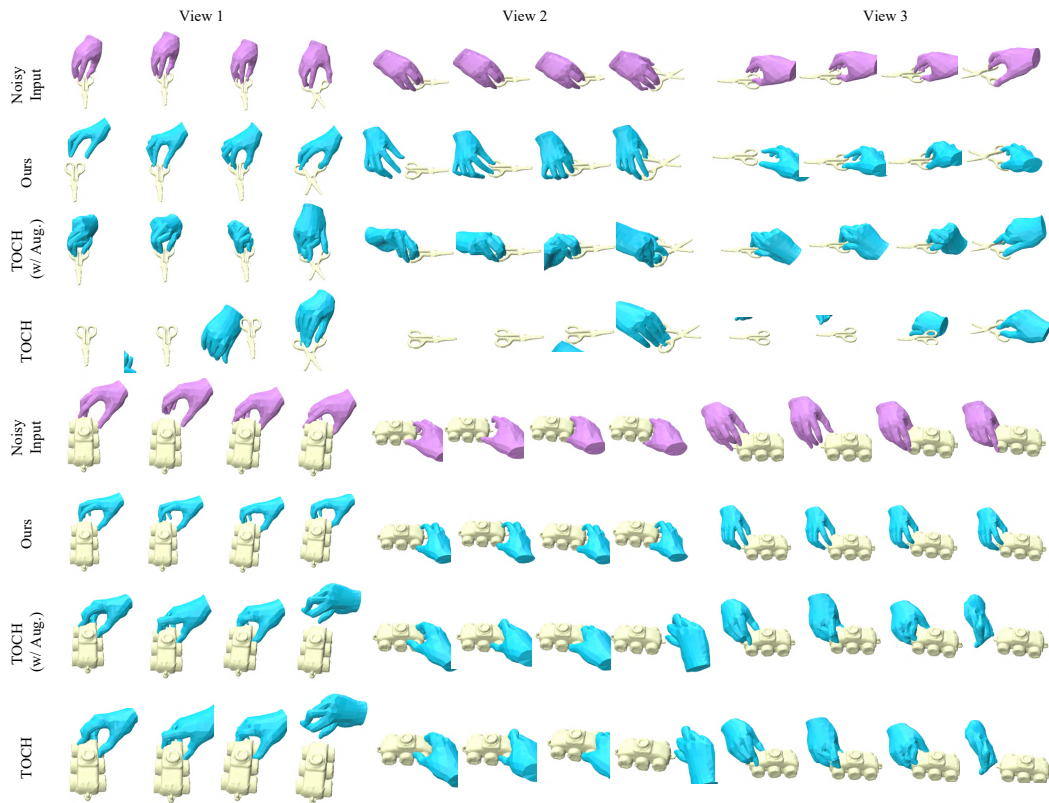 View 1
View 2
View 3
Noisy
Input
Ours
TOCH
(w/ Aug.)
TOCH
Noisy
Input
Ours
TOCH
(w/ Aug.)
TOCH